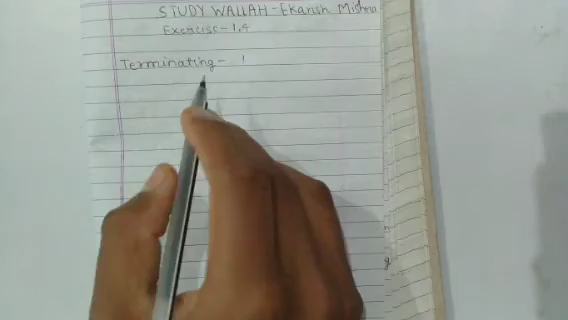 STUDY WALLAH - Ekansh Mishra
Exercise - 1.4
Terminating -